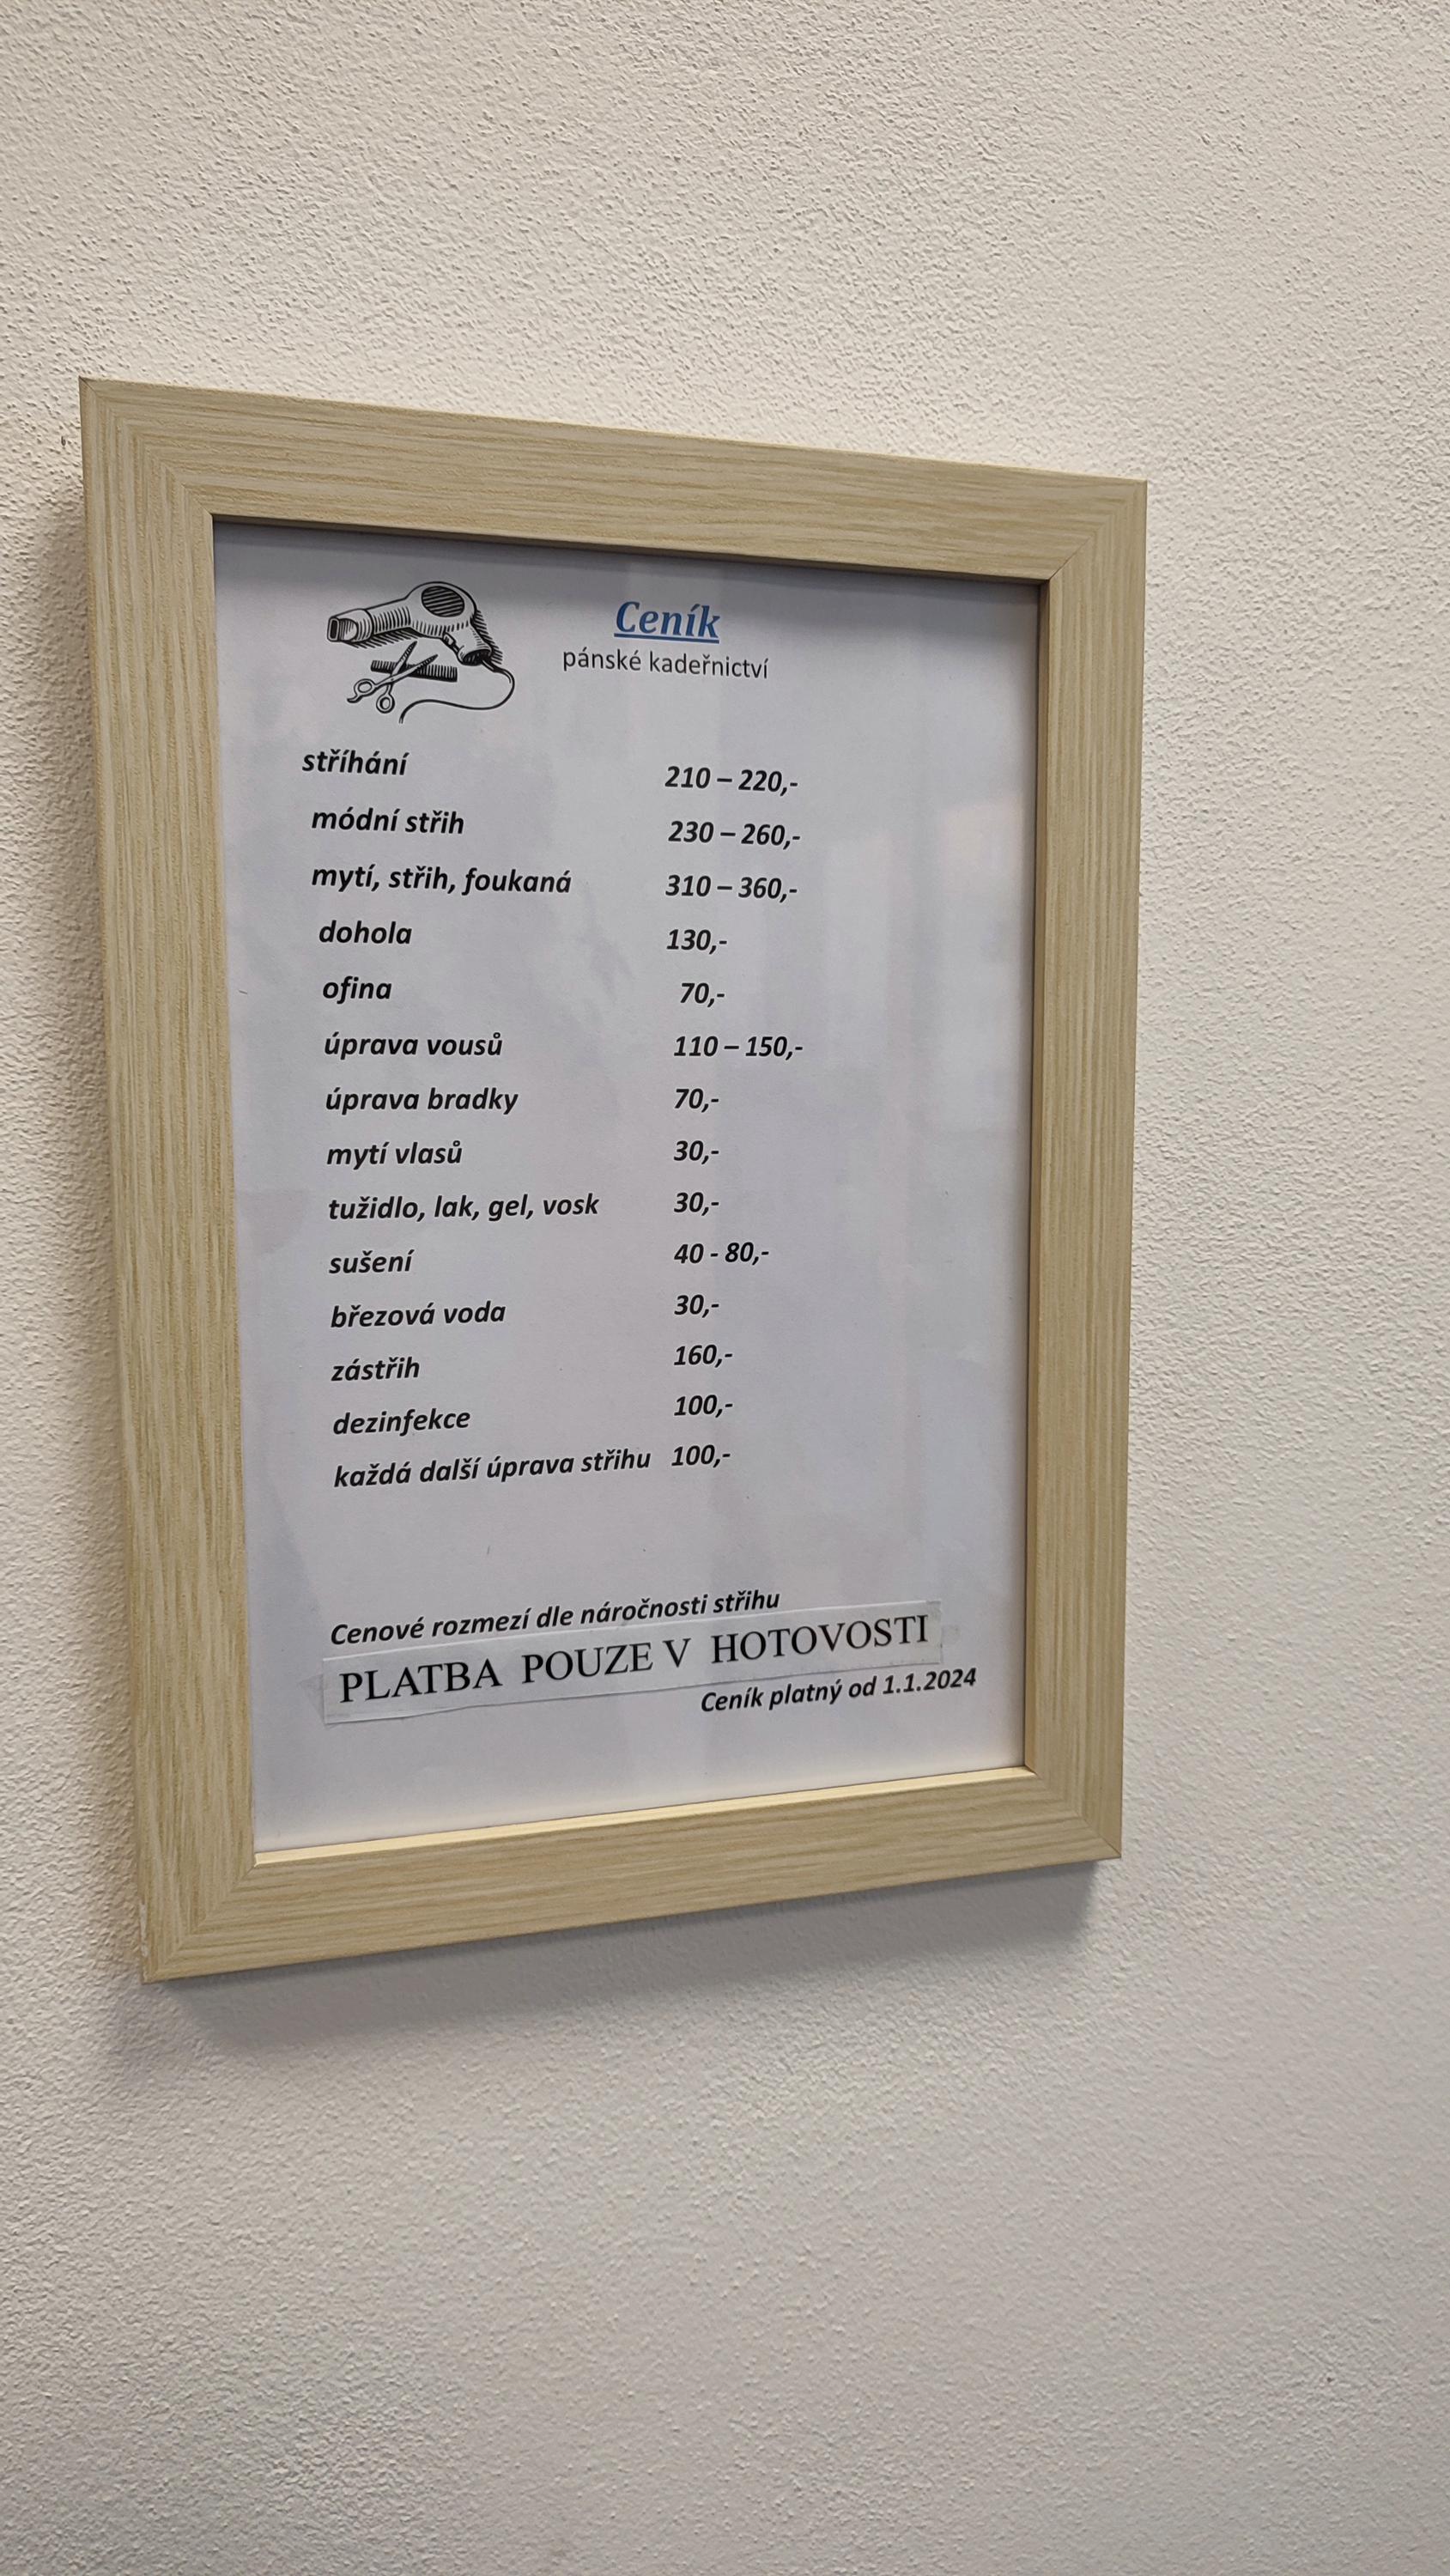 Ceník
pánské kadeřnictví
stříhání 210 – 220,-
módní střih 230 – 260,-
mytí, střih, foukaná 310 – 360,-
dohola 130,-
ofina 70,-
úprava vousů 110 – 150,-
úprava bradky 70,-
mytí vlasů 30,-
tužidlo, lak, gel, vosk 30,-
sušení 40 - 80,-
březová voda 30,-
zástřih 160,-
dezinfekce 100,-
každá další úprava střihu 100,-
Cenové rozmezí dle náročnosti střihu
PLATBA POUZE V HOTOVOSTI
Ceník platný od 1.1.2024